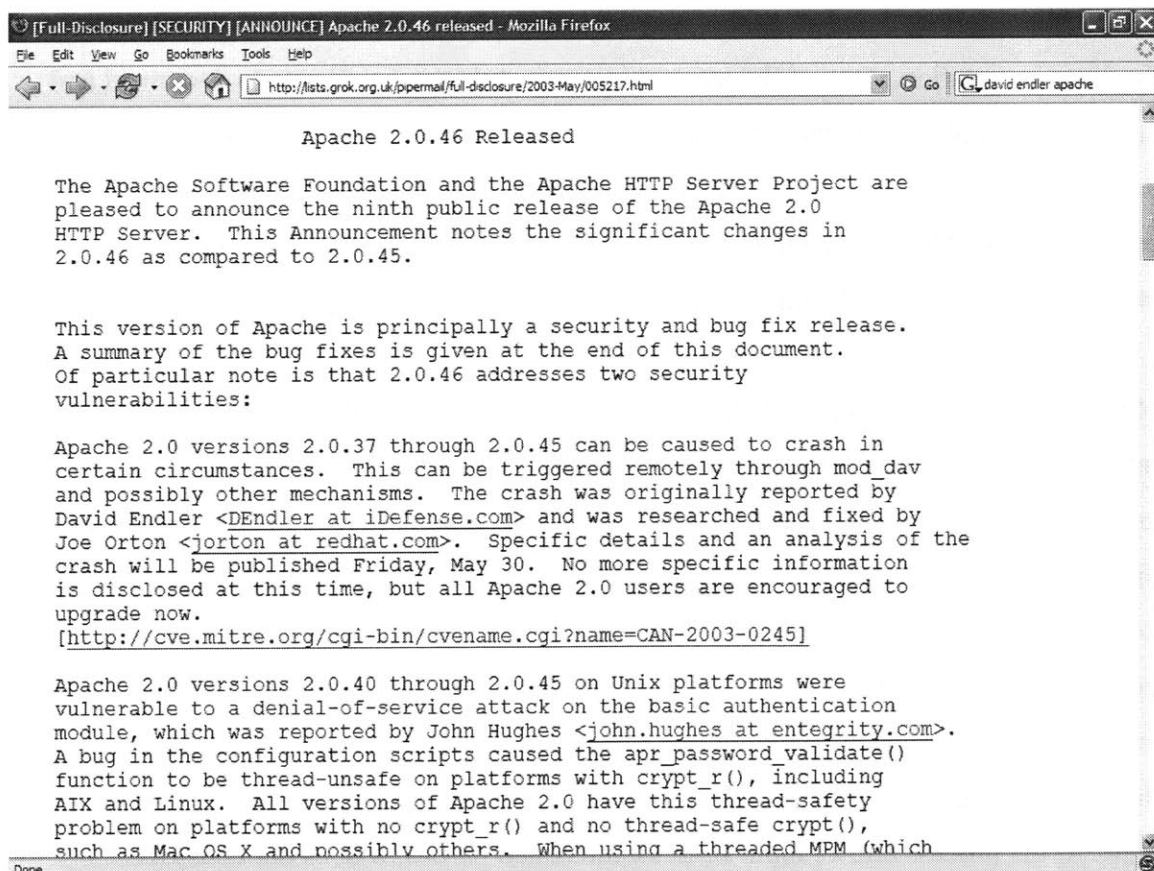 [Full-Disclosure] [SECURITY] [ANNOUNCE] Apache 2.0.46 released - Mozilla Firefox
File Edit View Go Bookmarks Tools Help
http://lists.grok.org.uk/pipermail/full-disclosure/2003-May/005217.html Go G david endler apache
Apache 2.0.46 Released
The Apache Software Foundation and the Apache HTTP Server Project are
pleased to announce the ninth public release of the Apache 2.0
HTTP Server. This Announcement notes the significant changes in
2.0.46 as compared to 2.0.45.
This version of Apache is principally a security and bug fix release.
A summary of the bug fixes is given at the end of this document.
Of particular note is that 2.0.46 addresses two security
vulnerabilities:
Apache 2.0 versions 2.0.37 through 2.0.45 can be caused to crash in
certain circumstances. This can be triggered remotely through mod_dav
and possibly other mechanisms. The crash was originally reported by
David Endler <DEndler at iDefense.com> and was researched and fixed by
Joe Orton <jorton at redhat.com>. Specific details and an analysis of the
crash will be published Friday, May 30. No more specific information
is disclosed at this time, but all Apache 2.0 users are encouraged to
upgrade now.
[http://cve.mitre.org/cgi-bin/cvename.cgi?name=CAN-2003-0245]
Apache 2.0 versions 2.0.40 through 2.0.45 on Unix platforms were
vulnerable to a denial-of-service attack on the basic authentication
module, which was reported by John Hughes <john.hughes at entegrity.com>.
A bug in the configuration scripts caused the apr_password_validate()
function to be thread-unsafe on platforms with crypt_r(), including
AIX and Linux. All versions of Apache 2.0 have this thread-safety
problem on platforms with no crypt_r() and no thread-safe crypt(),
such as Mac OS X and possibly others. When using a threaded MPM (which
Done